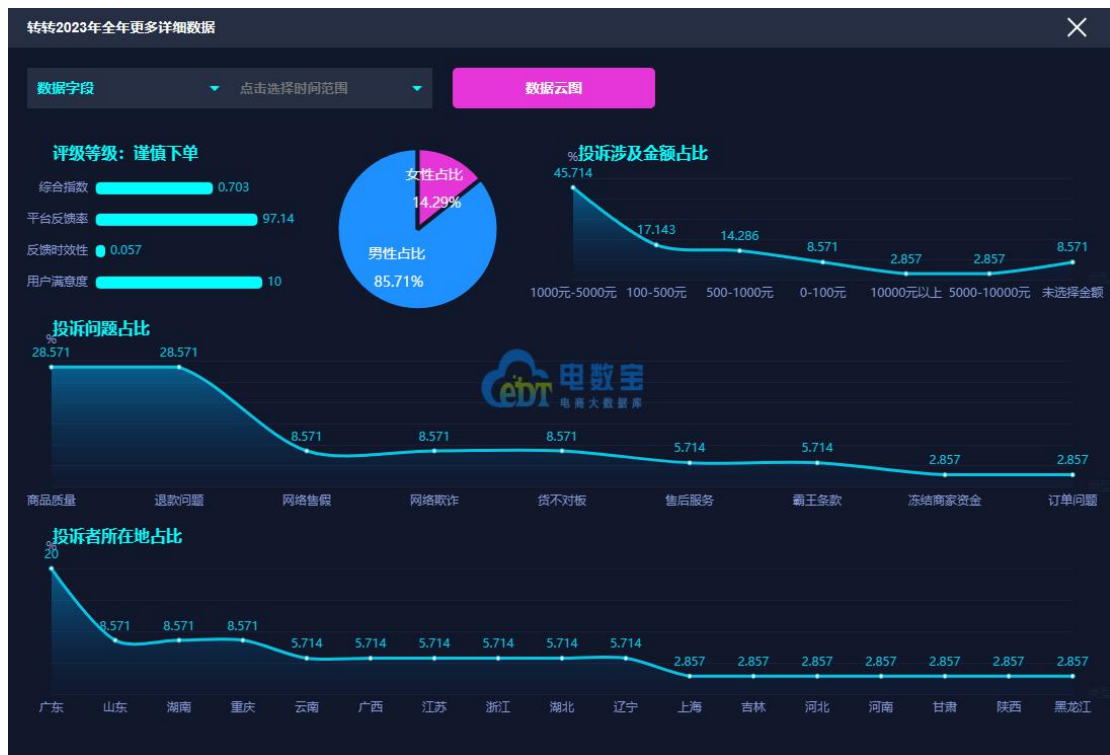 转转2023年全年更多详细数据
数据字段
点击选择时间范围
数据云图
评级等级：谨慎下单
综合指数
0.703
平台反馈率
97.14
反馈时效性
0.057
用户满意度
10
女性占比
14.29%
男性占比
85.71%
投诉涉及金额占比
%
45.714
17.143
14.286
8.571
2.857
2.857
8.571
1000元-5000元
100-500元
500-1000元
0-100元
10000元以上
5000-10000元
未选择金额
投诉问题占比
%
28.571
28.571
8.571
8.571
8.571
5.714
5.714
2.857
2.857
商品质量
退款问题
网络售假
网络欺诈
货不对板
售后服务
霸王条款
冻结商家资金
订单问题
eDT 电数宝
电商大数据库
投诉者所在地占比
%
20
8.571
8.571
8.571
5.714
5.714
5.714
5.714
5.714
5.714
2.857
2.857
2.857
2.857
2.857
2.857
2.857
广东
山东
湖南
重庆
云南
广西
江苏
浙江
湖北
辽宁
上海
吉林
河北
河南
甘肃
陕西
黑龙江